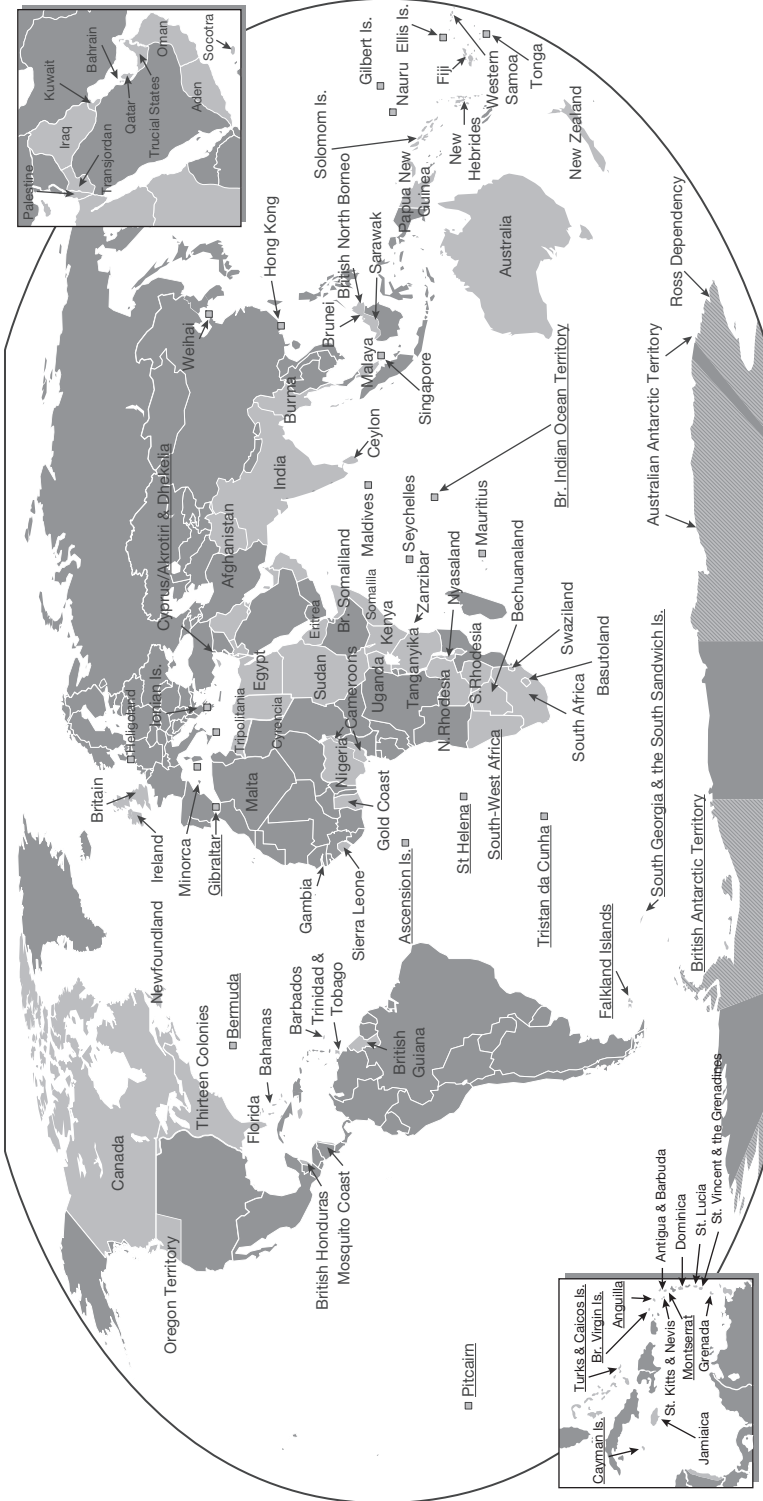 Palestine
Transjordan
Iraq
Kuwait
Bahrain
Qatar
Trucial States
Oman
Aden
Socotra
Oregon Territory
Canada
Newfoundland
Thirteen Colonies
Florida
Bermuda
Bahamas
Barbados
Trinidad &
Tobago
British Honduras
Mosquito Coast
British
Guiana
Pitcairn
Falkland Islands
South Georgia & the South Sandwich Is.
British Antarctic Territory
Britain
Ireland
Heligoland
Minorca
Gibraltar
Ionian Is.
Malta
Cyprus/Akrotiri & Dhekelia
Tripolitania
Cyrencia
Egypt
Sudan
Eritrea
Br. Somaliland
Somalila
Gambia
Sierra Leone
Gold Coast
Nigeria
Cameroons
Uganda
Kenya
Tanganyika
Zanzibar
Nyasaland
N.Rhodesia
S.Rhodesia
Bechuanaland
South-West Africa
South Africa
Swaziland
Basutoland
Ascension Is.
St Helena
Tristan da Cunha
Seychelles
Mauritius
Maldives
Br. Indian Ocean Territory
Afghanistan
India
Ceylon
Burma
Weihai
Hong Kong
Malaya
Singapore
Brunei
British North Borneo
Sarawak
Papua New
Guinea
Solomom Is.
Gilbert Is.
Nauru
Ellis Is.
Fiji
New
Hebrides
Western
Samoa
Tonga
Australia
New Zealand
Australian Antarctic Territory
Ross Dependency
Cayman Is.
Turks & Caicos Is.
Br. Virgin Is.
Anguilla
Jamiaica
St. Kitts & Nevis
Montserrat
Grenada
Antigua & Barbuda
Dominica
St. Lucia
St. Vincent & the Grenadines